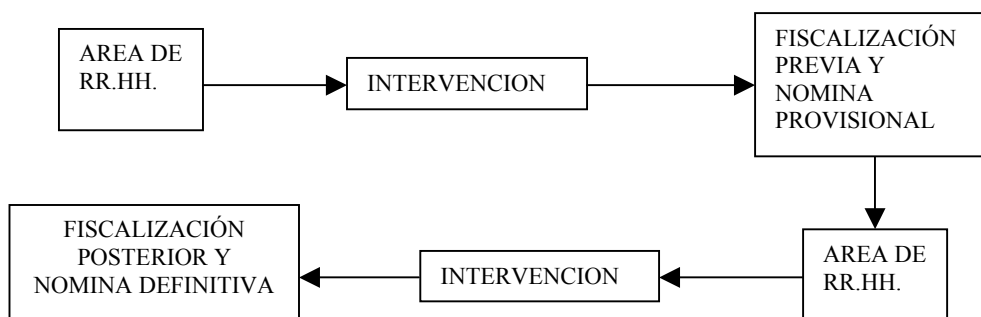 AREA DE
RR.HH.
INTERVENCION
FISCALIZACIÓN
PREVIA Y
NOMINA
PROVISIONAL
FISCALIZACIÓN
POSTERIOR Y
NOMINA DEFINITIVA
INTERVENCION
AREA DE
RR.HH.